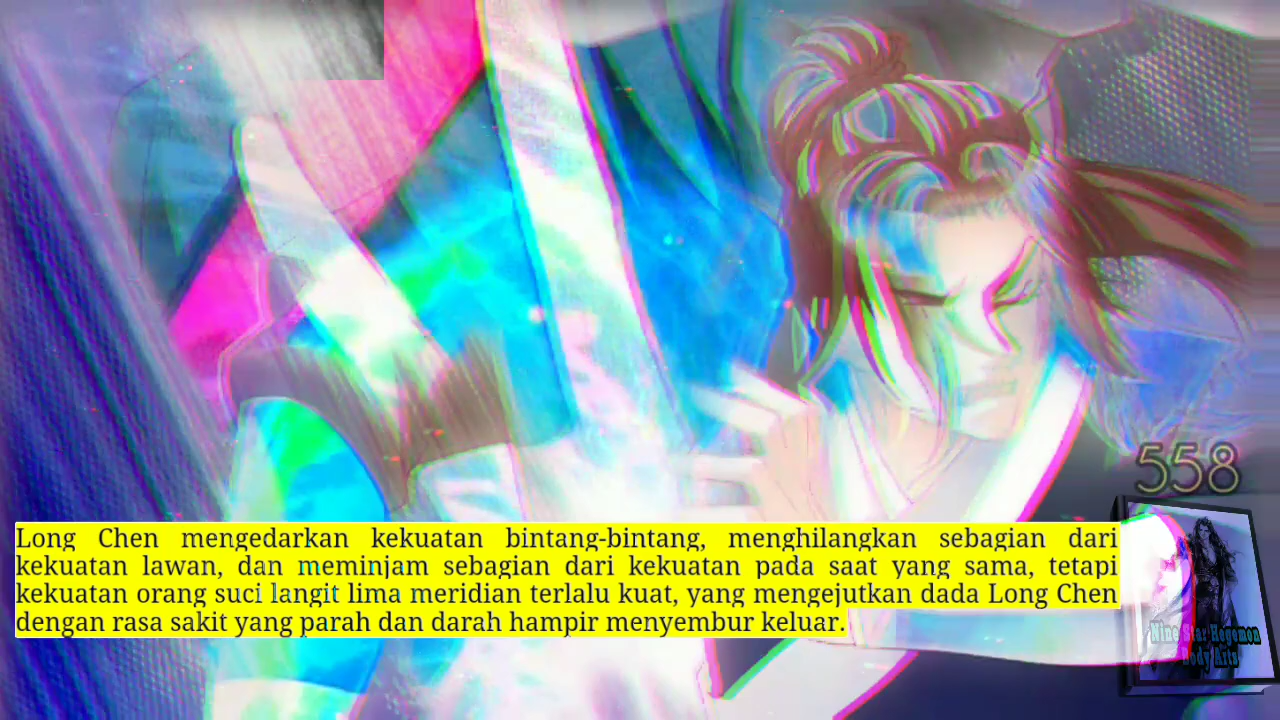 558
Long Chen mengedarkan kekuatan bintang-bintang, menghilangkan sebagian dari
kekuatan lawan, dan meminjam sebagian dari kekuatan pada saat yang sama, tetapi
kekuatan orang suci langit lima meridian terlalu kuat, yang mengejutkan dada Long Chen
dengan rasa sakit yang parah dan darah hampir menyembur keluar.
Nine Star Hegemon
Body Arts